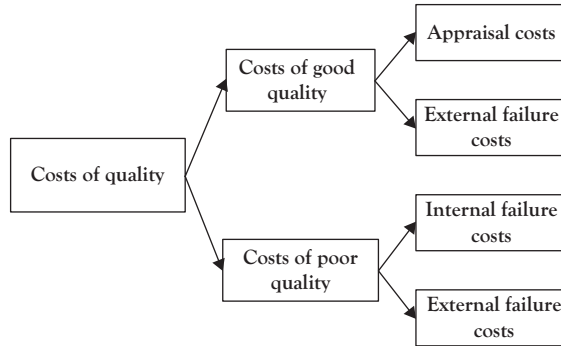 Costs of quality
Costs of good
quality
Appraisal costs
External failure
costs
Costs of poor
quality
Internal failure
costs
External failure
costs